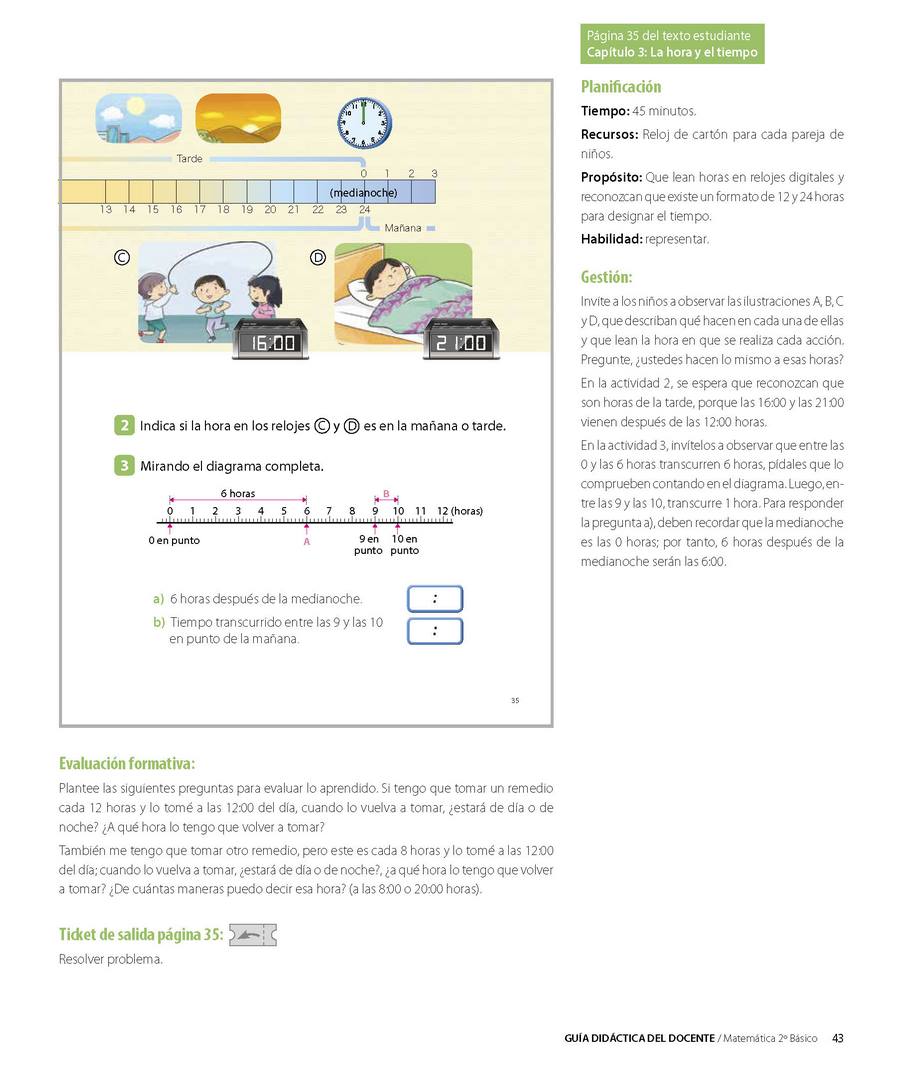 Página 35 del texto estudiante
Capítulo 3: La hora y el tiempo
Tarde
0 1 2 3
(medianoche)
13 14 15 16 17 18 19 20 21 22 23 24
Mañana
C
D
16:00
21:00
2 Indica si la hora en los relojes C y D es en la mañana o tarde.
3 Mirando el diagrama completa.
6 horas
B
0 1 2 3 4 5 6 7 8 9 10 11 12 (horas)
0 en punto
A
9 en punto
10 en punto
a) 6 horas después de la medianoche.
:
b) Tiempo transcurrido entre las 9 y las 10
en punto de la mañana.
:
35
Planificación
Tiempo: 45 minutos.
Recursos: Reloj de cartón para cada pareja de
niños.
Propósito: Que lean horas en relojes digitales y
reconozcan que existe un formato de 12 y 24 horas
para designar el tiempo.
Habilidad: representar.
Gestión:
Invite a los niños a observar las ilustraciones A, B, C
y D, que describan qué hacen en cada una de ellas
y que lean la hora en que se realiza cada acción.
Pregunte, ¿ustedes hacen lo mismo a esas horas?
En la actividad 2, se espera que reconozcan que
son horas de la tarde, porque las 16:00 y las 21:00
vienen después de las 12:00 horas.
En la actividad 3, invítelos a observar que entre las
0 y las 6 horas transcurren 6 horas, pídales que lo
comprueben contando en el diagrama. Luego, en-
tre las 9 y las 10, transcurre 1 hora. Para responder
la pregunta a), deben recordar que la medianoche
es las 0 horas; por tanto, 6 horas después de la
medianoche serán las 6:00.
Evaluación formativa:
Plantee las siguientes preguntas para evaluar lo aprendido. Si tengo que tomar un remedio
cada 12 horas y lo tomé a las 12:00 del día, cuando lo vuelva a tomar, ¿estará de día o de
noche? ¿A qué hora lo tengo que volver a tomar?
También me tengo que tomar otro remedio, pero este es cada 8 horas y lo tomé a las 12:00
del día; cuando lo vuelva a tomar, ¿estará de día o de noche?, ¿a qué hora lo tengo que volver
a tomar? ¿De cuántas maneras puedo decir esa hora? (a las 8:00 o 20:00 horas).
Ticket de salida página 35:
Resolver problema.
GUÍA DIDÁCTICA DEL DOCENTE / Matemática 2º Básico 43